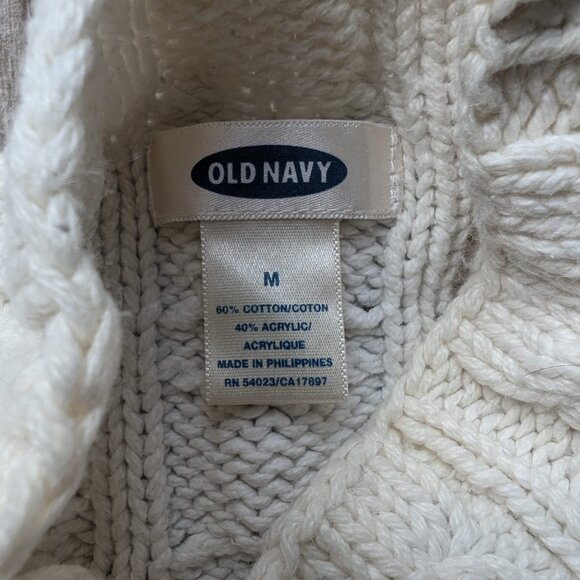 OLD NAVY
M
60% COTTON/COTON
40% ACRYLIC/
ACRYLIQUE
MADE IN PHILIPPINES
RN 54023/CA17897